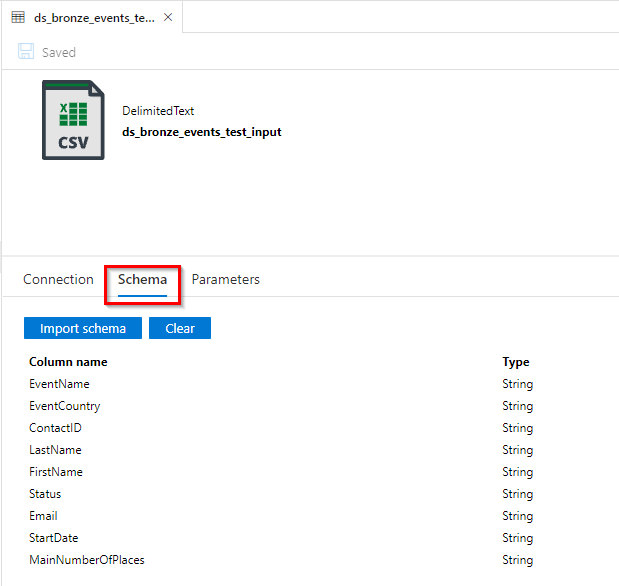 ds_bronze_events_te...
Saved
X
CSV
DelimitedText
ds_bronze_events_test_input
Connection Schema Parameters
Import schema Clear
Column name Type
EventName String
EventCountry String
ContactID String
LastName String
FirstName String
Status String
Email String
StartDate String
MainNumberOfPlaces String